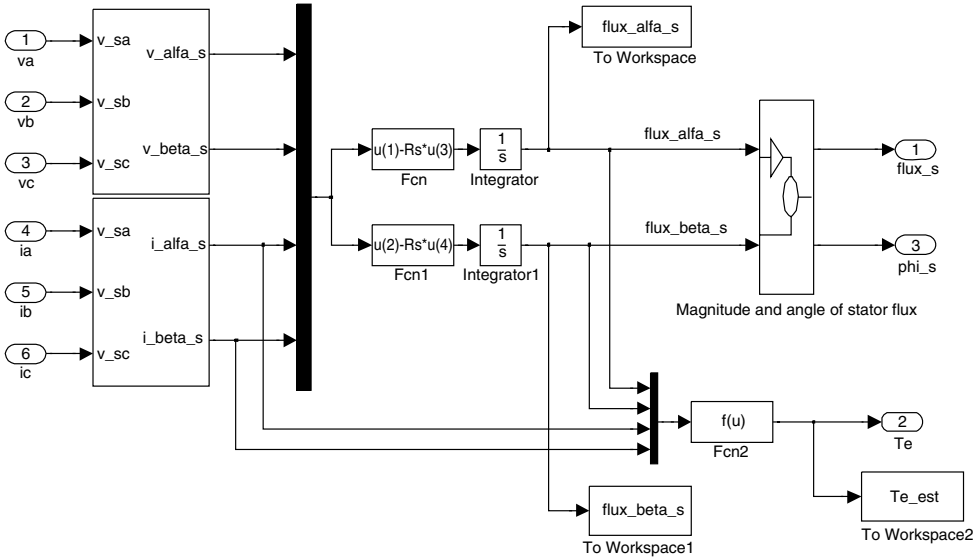 1
va
2
vb
3
vc
4
ia
5
ib
6
ic
v_sa
v_sb
v_sc
v_alfa_s
v_beta_s
v_sa
v_sb
v_sc
i_alfa_s
i_beta_s
u(1)-Rs*u(3)
Fcn
1
s
Integrator
u(2)-Rs*u(4)
Fcn1
1
s
Integrator1
flux_alfa_s
To Workspace
flux_alfa_s
flux_beta_s
Magnitude and angle of stator flux
1
flux_s
3
phi_s
f(u)
Fcn2
2
Te
Te_est
To Workspace2
flux_beta_s
To Workspace1